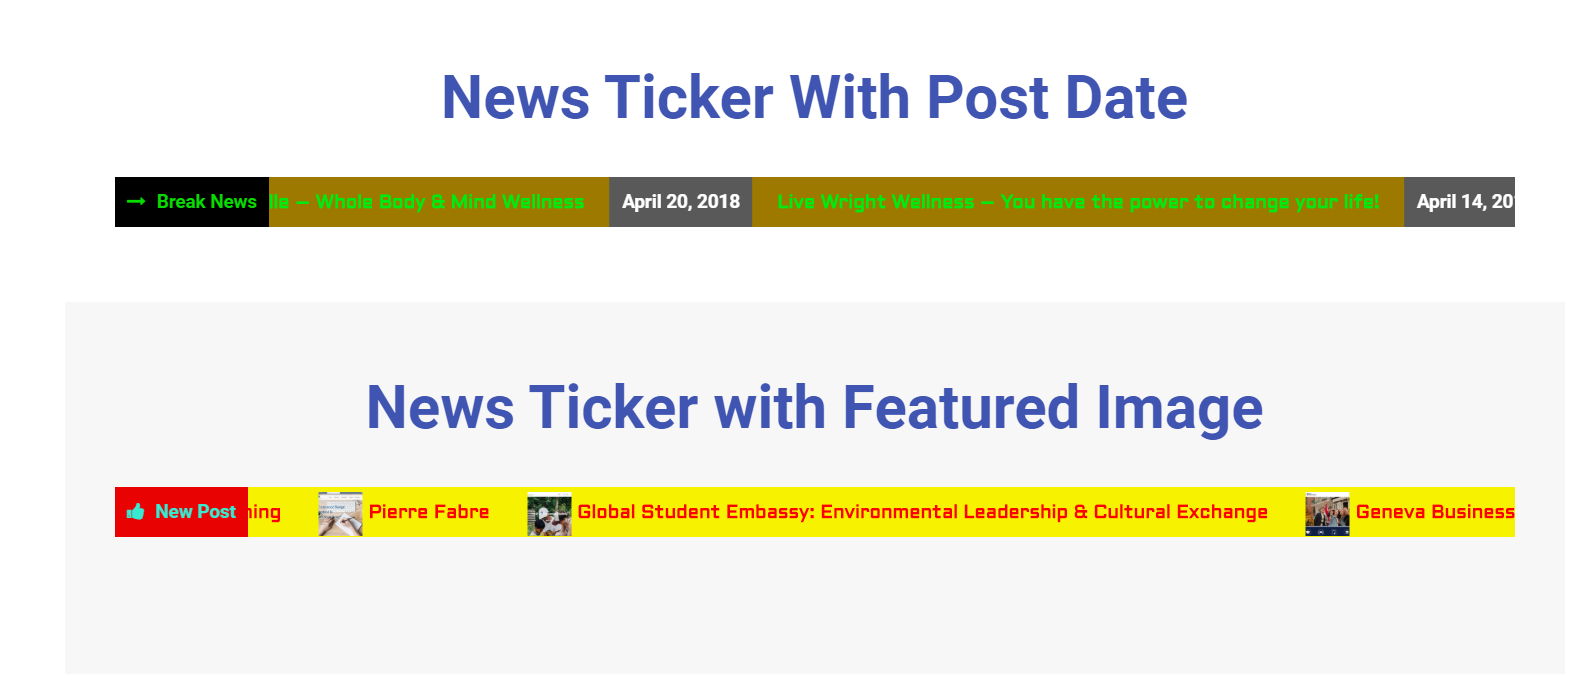 News Ticker With Post Date
Break News lle – Whole Body & Mind Wellness April 20, 2018 Live Wright Wellness – You have the power to change your life! April 14, 20
News Ticker with Featured Image
New Post ning Pierre Fabre Global Student Embassy: Environmental Leadership & Cultural Exchange Geneva Business